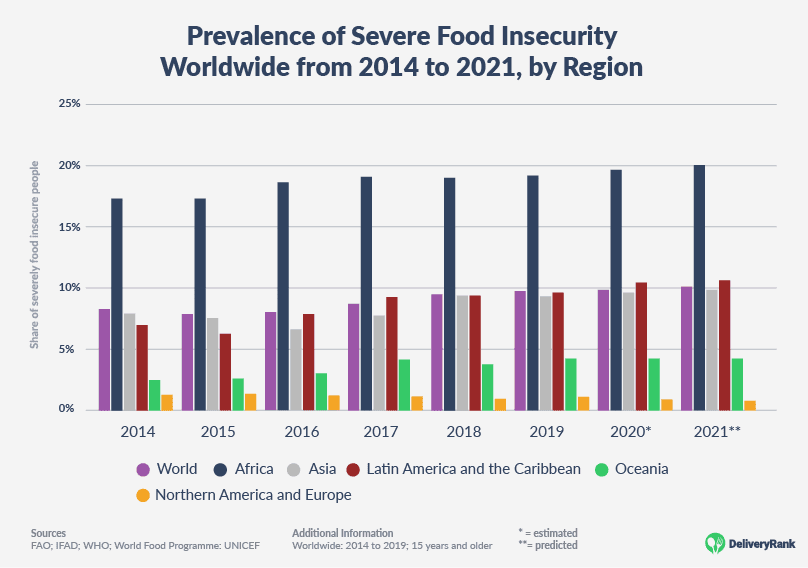 Prevalence of Severe Food Insecurity
Worldwide from 2014 to 2021, by Region
Share of severely food insecure people
25%
20%
15%
10%
5%
0%
2014 2015 2016 2017 2018 2019 2020* 2021**
World Africa Asia Latin America and the Caribbean Oceania
Northern America and Europe
Sources Additional Information * = estimated
FAO; IFAD; WHO; World Food Programme: UNICEF Worldwide: 2014 to 2019; 15 years and older **= predicted
DeliveryRank